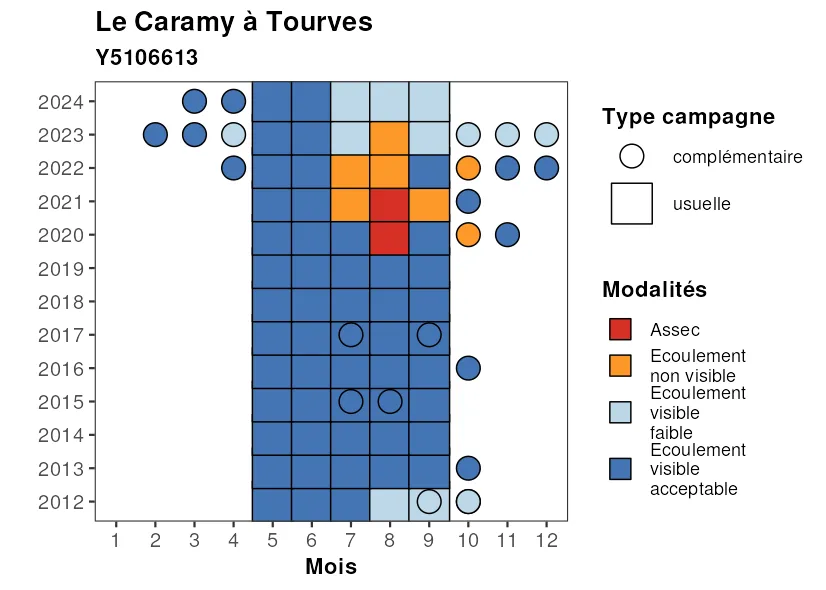 Le Caramy à Tourves
Y5106613
2024
2023
2022
2021
2020
2019
2018
2017
2016
2015
2014
2013
2012
1 2 3 4 5 6 7 8 9 10 11 12
Mois
Type campagne
complémentaire
usuelle
Modalités
Assec
Ecoulement
non visible
Ecoulement
visible
faible
Ecoulement
visible
acceptable